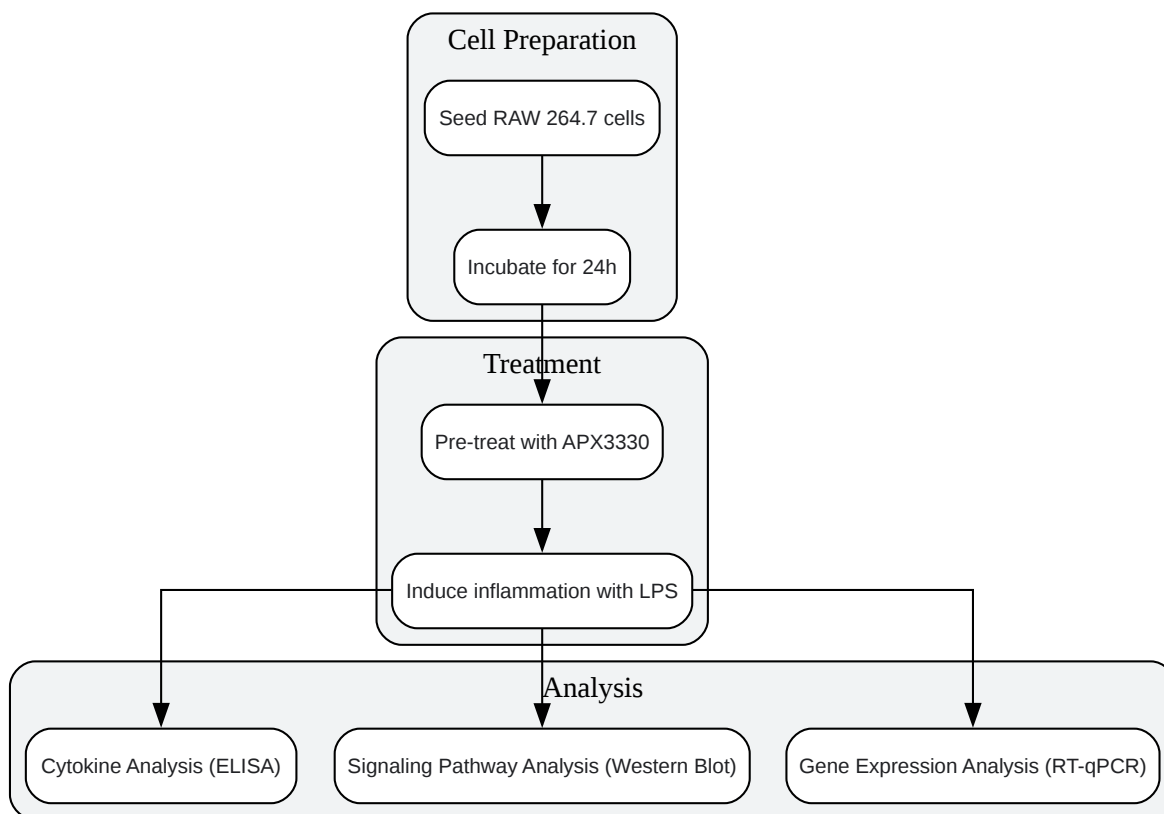 Cell Preparation
Seed RAW 264.7 cells
Incubate for 24h
Treatment
Pre-treat with APX3330
Induce inflammation with LPS
Analysis
Cytokine Analysis (ELISA)
Signaling Pathway Analysis (Western Blot)
Gene Expression Analysis (RT-qPCR)